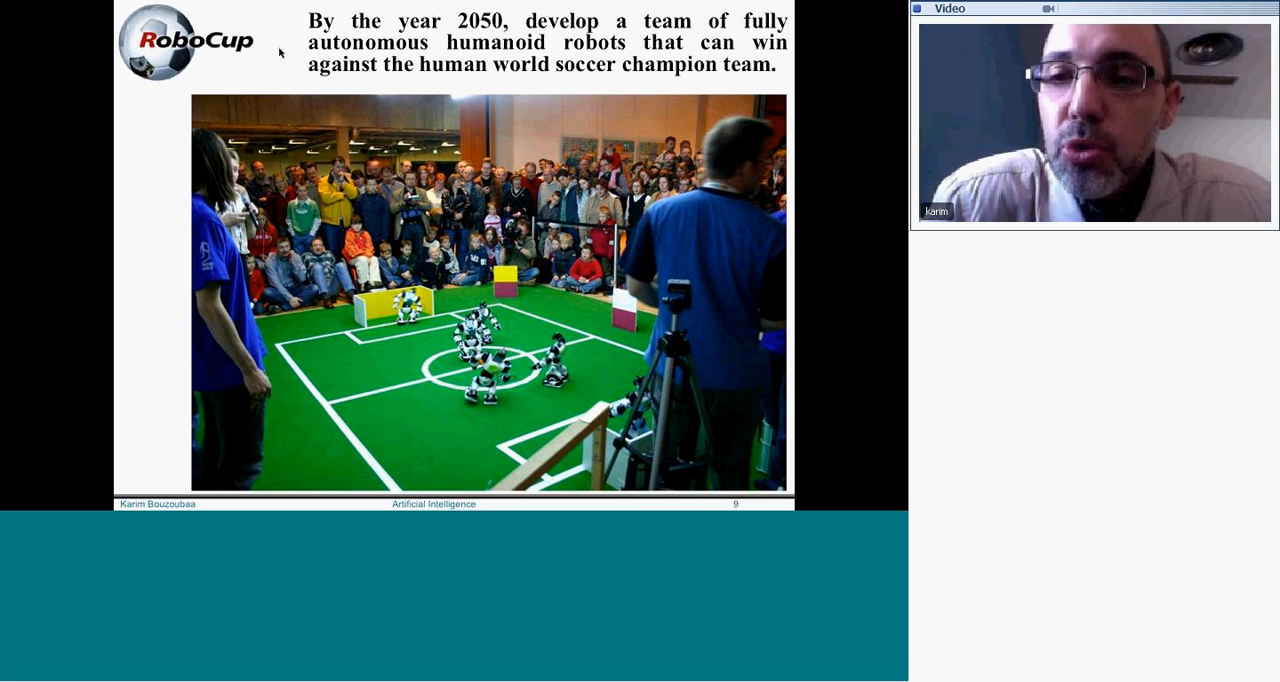 RoboCup
By the year 2050, develop a team of fully
autonomous humanoid robots that can win
against the human world soccer champion team.
Karim Bouzoubaa
Artificial Intelligence
9
Video
karim